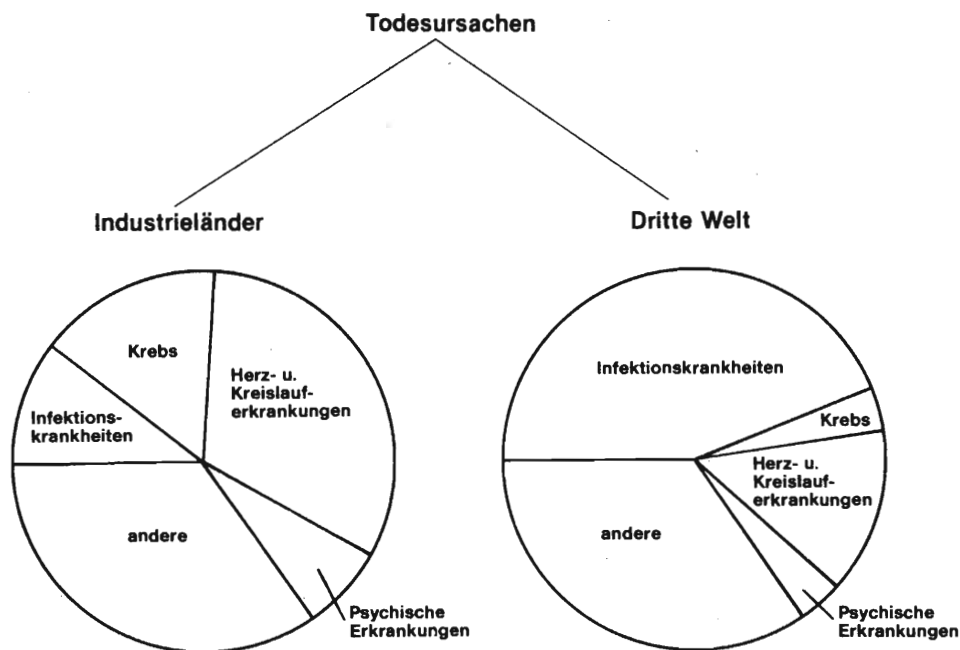 Todesursachen
Industrieländer
Krebs
Herz- u.
Kreislauf-
erkrankungen
Infektions-
krankheiten
andere
Psychische
Erkrankungen
Dritte Welt
Infektionskrankheiten
Krebs
Herz- u.
Kreislauf-
erkrankungen
andere
Psychische
Erkrankungen